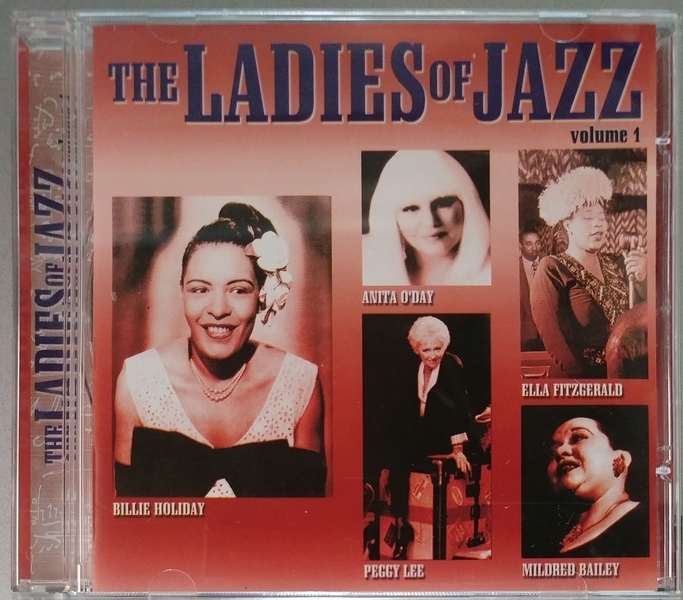 THE LADIES OF JAZZ
volume 1
BILLIE HOLIDAY
ANITA O'DAY
PEGGY LEE
ELLA FITZGERALD
MILDRED BAILEY
THE LADIES OF JAZZ